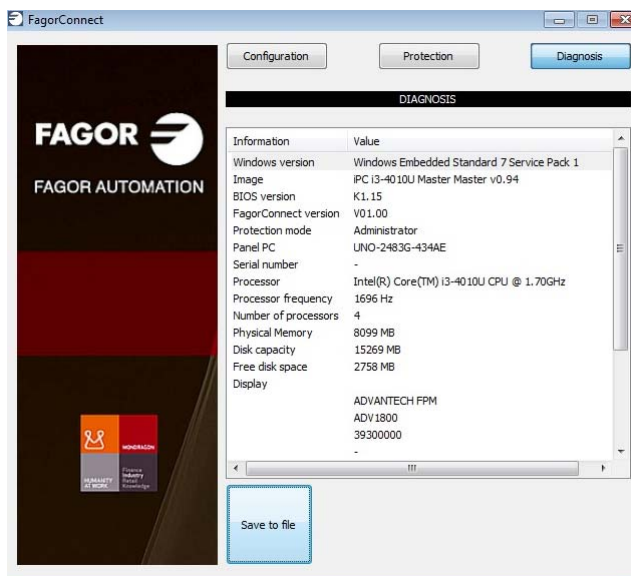 FagorConnect
Configuration
Protection
Diagnosis
DIAGNOSIS
FAGOR
FAGOR AUTOMATION
Information Value
Windows version Windows Embedded Standard 7 Service Pack 1
Image iPC i3-4010U Master Master v0.94
BIOS version K1.15
FagorConnect version V01.00
Protection mode Administrator
Panel PC UNO-2483G-434AE
Serial number -
Processor Intel(R) Core(TM) i3-4010U CPU @ 1.70GHz
Processor frequency 1696 Hz
Number of processors 4
Physical Memory 8099 MB
Disk capacity 15269 MB
Free disk space 2758 MB
Display
ADVANTECH FPM
ADV1800
39300000
-
MONDRAGON
HUMANITY
AT WORK
Finance
Industry
Retail
Knowledge
Save to file